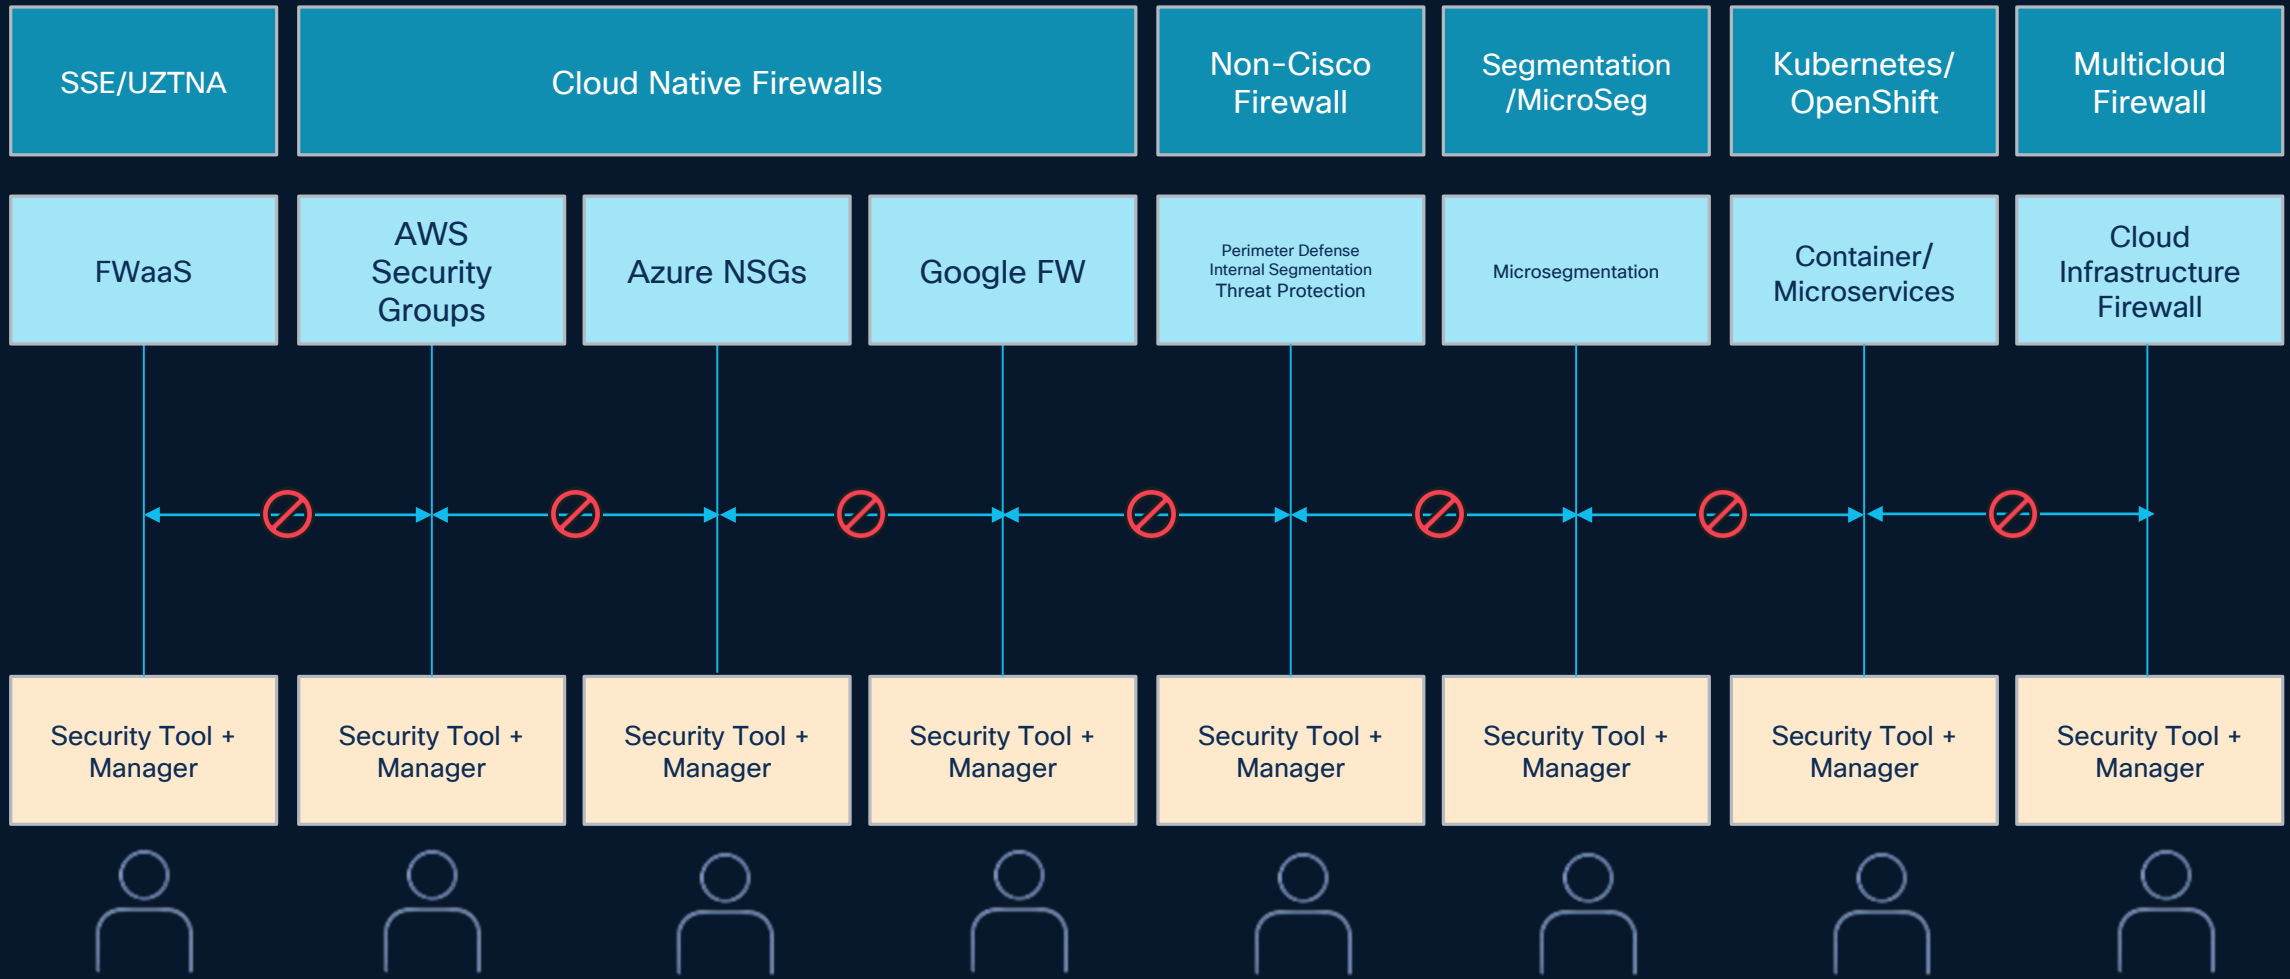 SSE/UZTNA
Cloud Native Firewalls
Non-Cisco
Firewall
Segmentation
/MicroSeg
Kubernetes/
OpenShift
Multicloud
Firewall
FWaaS
AWS
Security
Groups
Azure NSGs
Google FW
Perimeter Defense
Internal Segmentation
Threat Protection
Microsegmentation
Container/
Microservices
Cloud
Infrastructure
Firewall
Security Tool +
Manager
Security Tool +
Manager
Security Tool +
Manager
Security Tool +
Manager
Security Tool +
Manager
Security Tool +
Manager
Security Tool +
Manager
Security Tool +
Manager